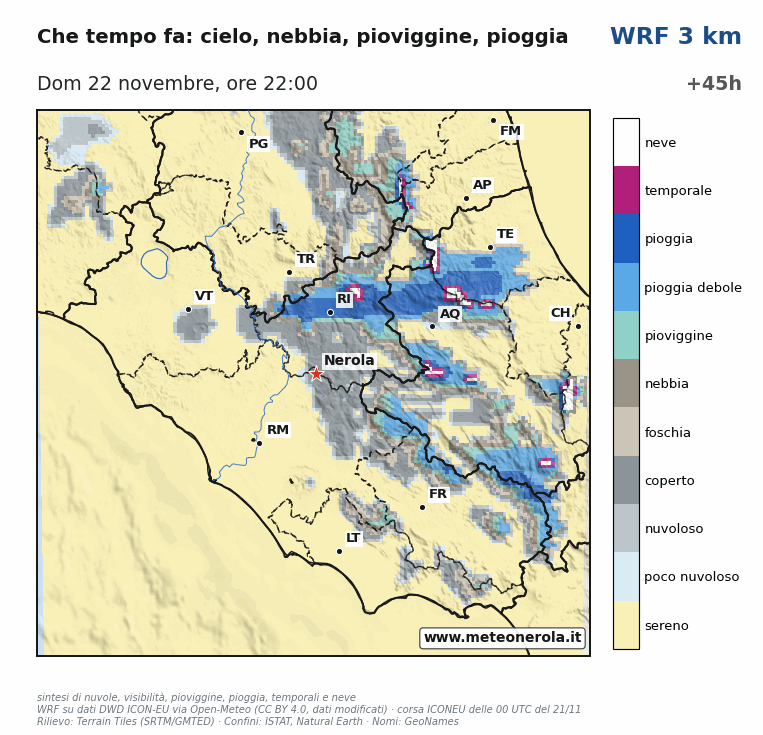 Che tempo fa: cielo, nebbia, pioviggine, pioggia
WRF 3 km
Dom 22 novembre, ore 22:00
+45h
FM
PG
AP
TE
TR
VT
RI
AQ
CH
Nerola
RM
FR
LT
www.meteonerola.it
neve
temporale
pioggia
pioggia debole
pioviggine
nebbia
foschia
coperto
nuvoloso
poco nuvoloso
sereno
sintesi di nuvole, visibilità, pioviggine, pioggia, temporali e neve
WRF su dati DWD ICON-EU via Open-Meteo (CC BY 4.0, dati modificati) · corsa ICONEU delle 00 UTC del 21/11
Rilievo: Terrain Tiles (SRTM/GMTED) · Confini: ISTAT, Natural Earth · Nomi: GeoNames